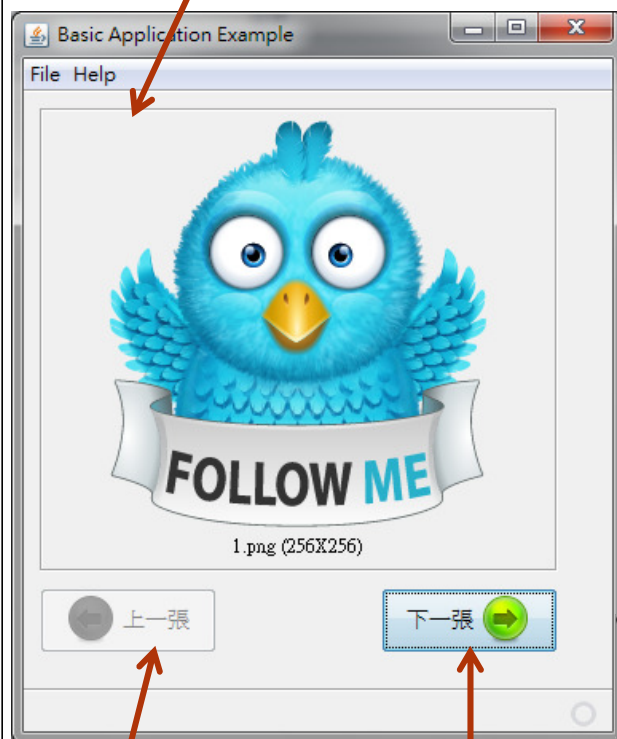 Basic Application Example
File Help
FOLLOW ME
1.png (256X256)
上一張
下一張